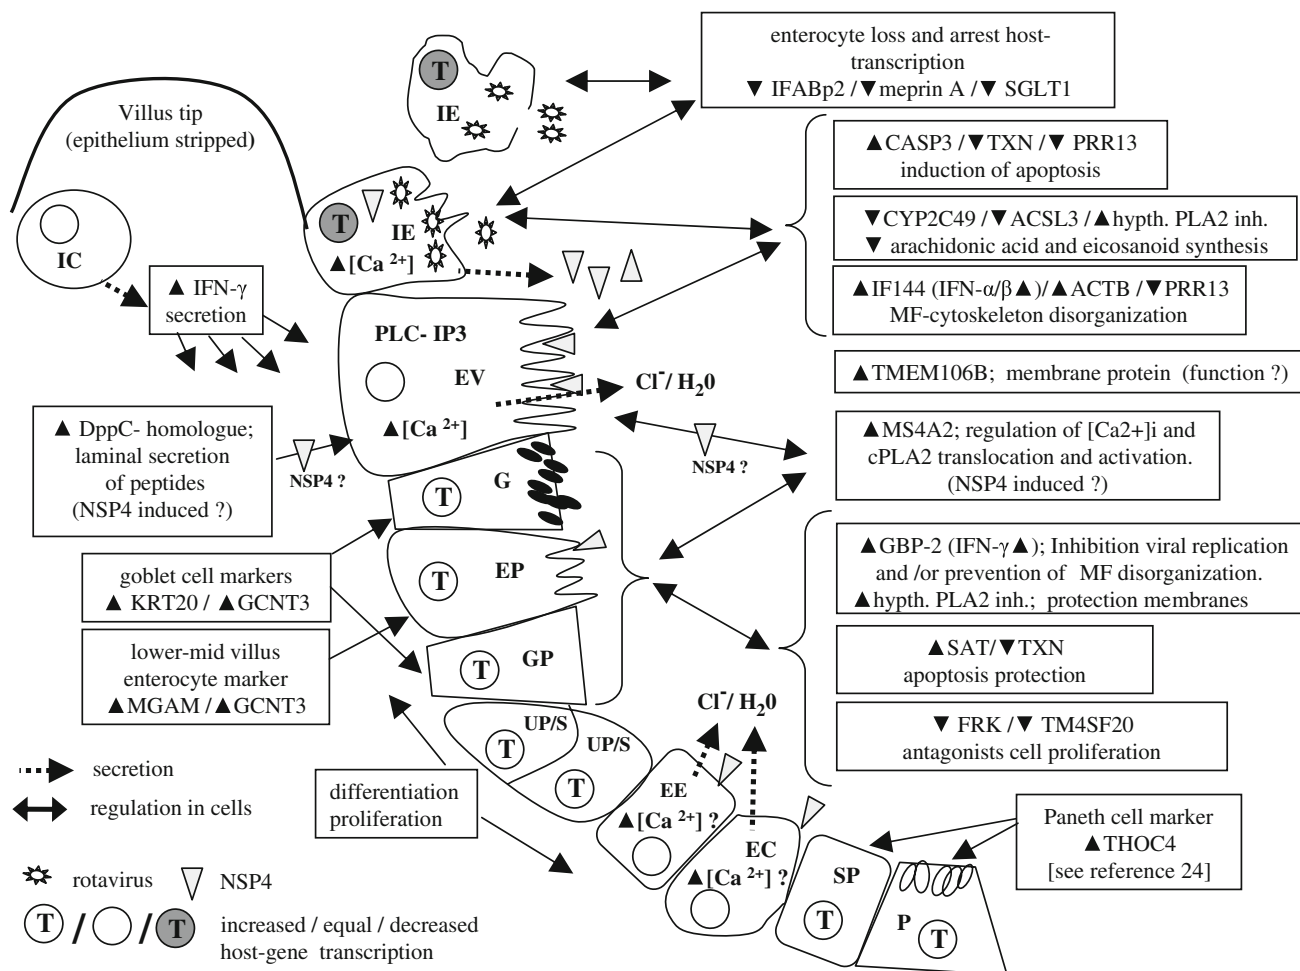 enterocyte loss and arrest host-
transcription
▼ IFABp2 / ▼meprin A / ▼ SGLT1
T
IE
Villus tip
(epithelium stripped)
IC
▲ IFN-γ
secretion
T
IE
▲[Ca 2+]
▲CASP3 / ▼TXN / ▼ PRR13
induction of apoptosis
▼CYP2C49 / ▼ACSL3 / ▲hypth. PLA2 inh.
▼ arachidonic acid and eicosanoid synthesis
▲IF144 (IFN-α/β▲)/ ▲ACTB / ▼PRR13
MF-cytoskeleton disorganization
PLC- IP3
EV
▲[Ca 2+]
Cl-/ H20
▲TMEM106B; membrane protein (function ?)
▲ DppC- homologue;
laminal secretion
of peptides
(NSP4 induced ?)
NSP4 ?
NSP4 ?
▲MS4A2; regulation of [Ca2+]i and
cPLA2 translocation and activation.
(NSP4 induced ?)
G
T
EP
T
GP
T
goblet cell markers
▲ KRT20 / ▲GCNT3
lower-mid villus
enterocyte marker
▲MGAM / ▲GCNT3
▲GBP-2 (IFN-γ▲); Inhibition viral replication
and /or prevention of MF disorganization.
▲hypth. PLA2 inh.; protection membranes
▲SAT/▼TXN
apoptosis protection
▼ FRK / ▼ TM4SF20
antagonists cell proliferation
Cl-/ H20
UP/S
T
UP/S
T
EE
▲[Ca 2+] ?
EC
▲[Ca 2+] ?
SP
T
P
T
differentiation
proliferation
Paneth cell marker
▲THOC4
[see reference 24]
secretion
regulation in cells
rotavirus
NSP4
T / / T
increased / equal / decreased
host-gene transcription